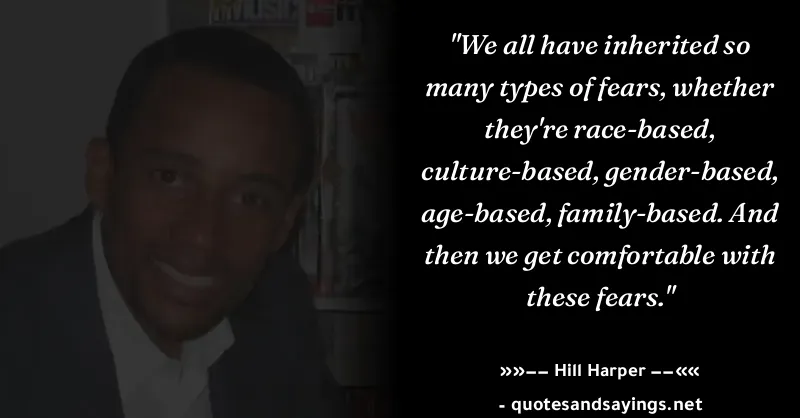 MUSIC
"We all have inherited so
many types of fears, whether
they're race-based,
culture-based, gender-based,
age-based, family-based. And
then we get comfortable with
these fears."
»»−− Hill Harper −−««
- quotesandsayings.net